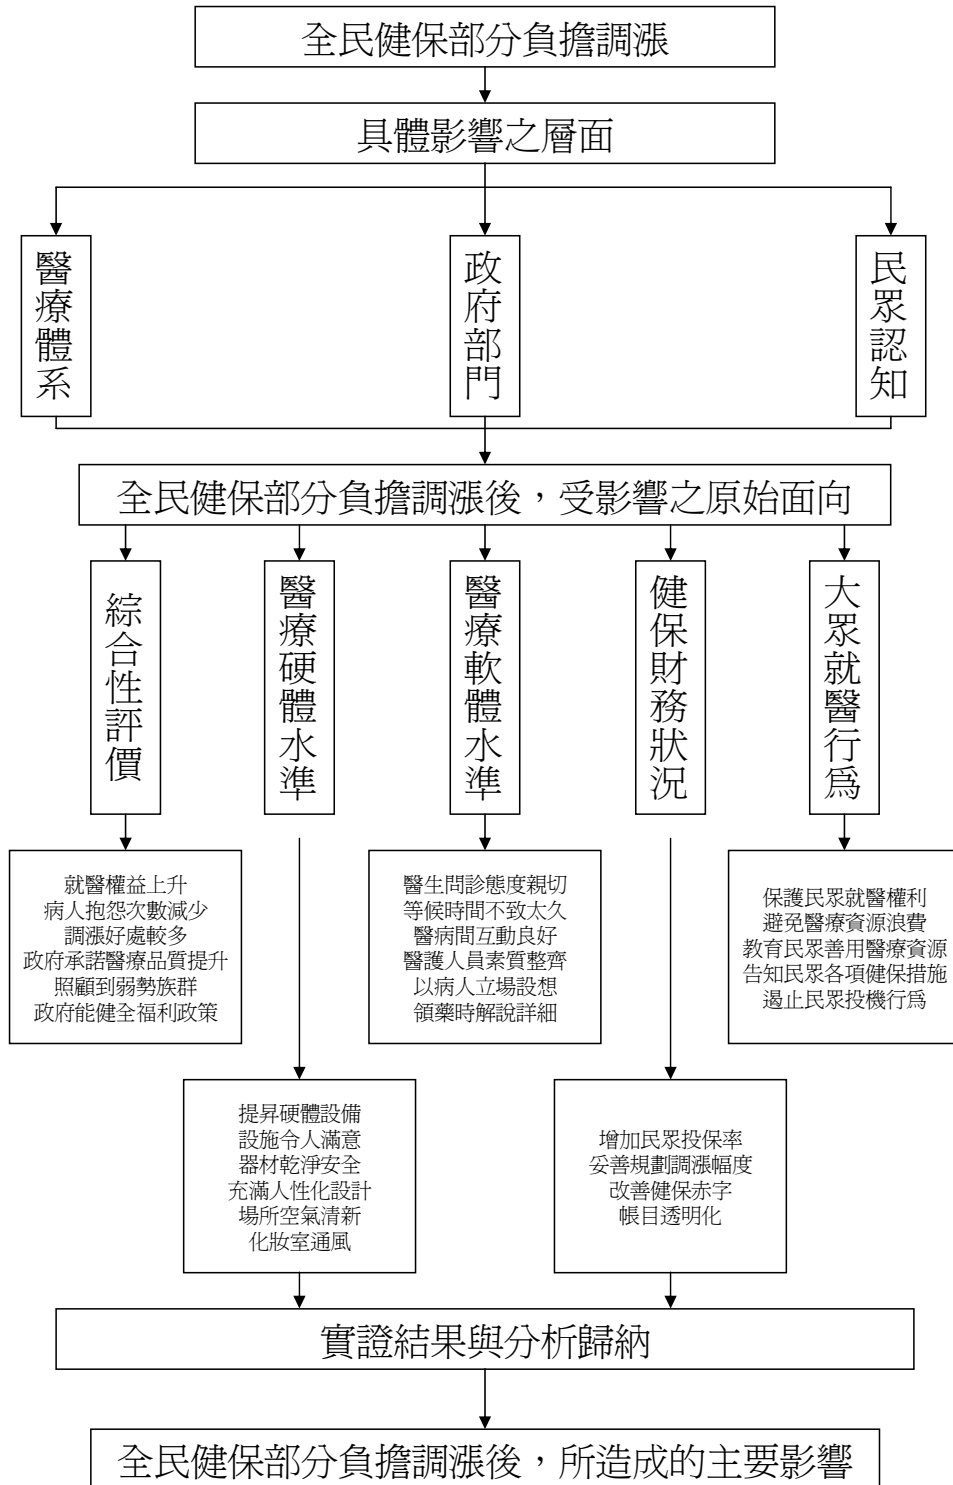 全民健保部分負擔調漲
具體影響之層面
醫療體系
政府部門
民眾認知
全民健保部分負擔調漲後，受影響之原始面向
綜合性評價
醫療硬體水準
醫療軟體水準
健保財務狀況
大眾就醫行為
就醫權益上升
病人抱怨次數減少
調漲好處較多
政府承諾醫療品質提升
照顧到弱勢族群
政府能健全福利政策
醫生問診態度親切
等候時間不致太久
醫病間互動良好
醫護人員素質整齊
以病人立場設想
領藥時解說詳細
保護民眾就醫權利
避免醫療資源浪費
教育民眾善用醫療資源
告知民眾各項健保措施
遏止民眾投機行為
提昇硬體設備
設施令人滿意
器材乾淨安全
充滿人性化設計
場所空氣清新
化妝室通風
增加民眾投保率
妥善規劃調漲幅度
改善健保赤字
帳目透明化
實證結果與分析歸納
全民健保部分負擔調漲後，所造成的主要影響